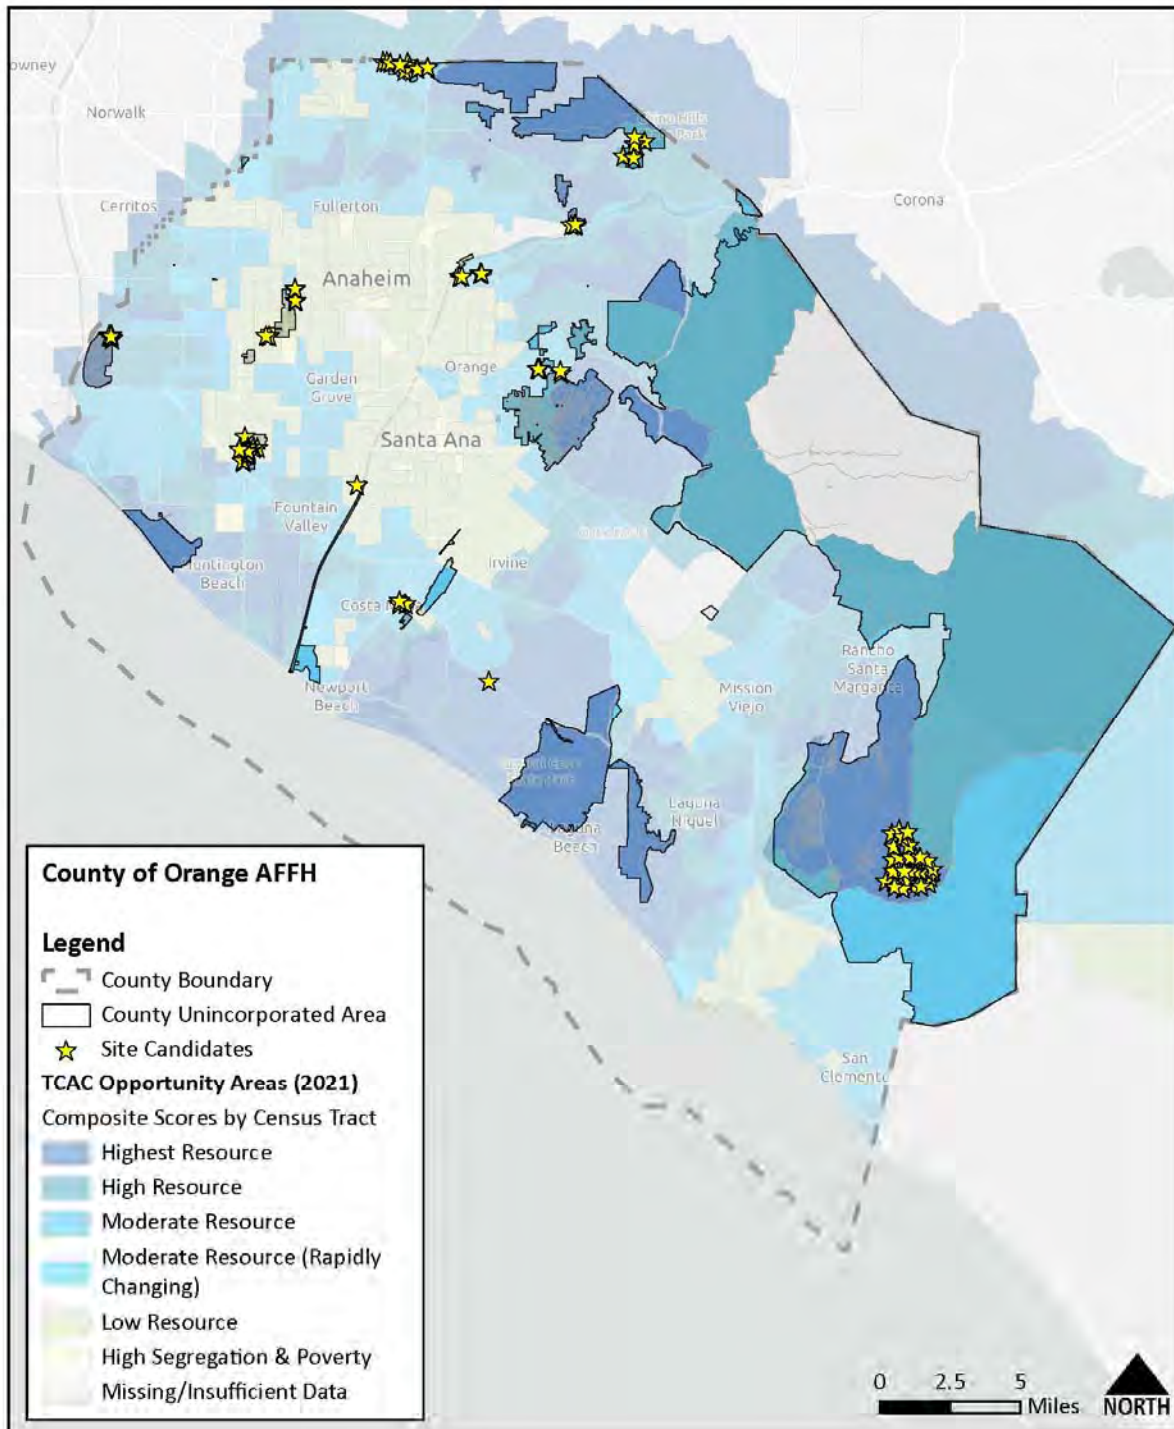 owney
Norwalk
Hills
Park
Corona
Cerritos
Fullerton
Anaheim
Orange
Garden
Grove
Santa Ana
Fountain
Valley
Irvine
Huntington
Beach
Costa
Rancho
Santa
Margarita
Mission
Viejo
Newport
Beach
Laguna
Niguel
Laguna
Beach
San
Clemente
County of Orange AFFH
Legend
County Boundary
County Unincorporated Area
Site Candidates
TCAC Opportunity Areas (2021)
Composite Scores by Census Tract
Highest Resource
High Resource
Moderate Resource
Moderate Resource (Rapidly
Changing)
Low Resource
High Segregation & Poverty
Missing/Insufficient Data
0 2.5 5
Miles
NORTH